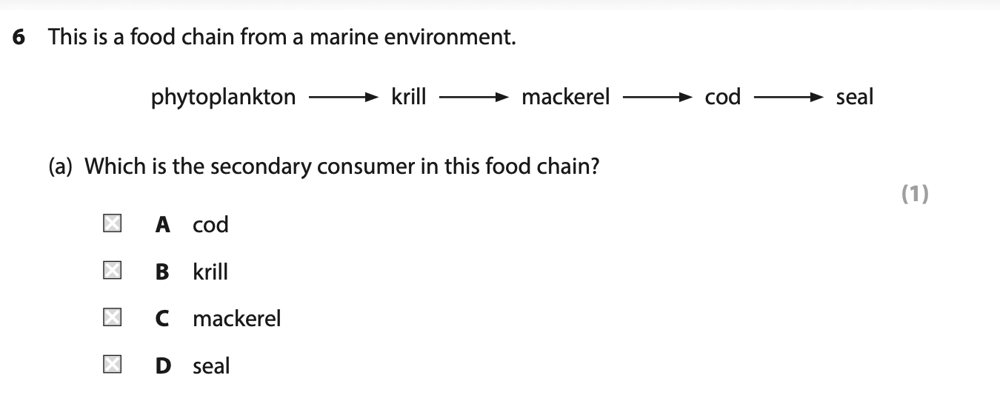 6 This is a food chain from a marine environment.
phytoplankton krill mackerel cod seal
(a) Which is the secondary consumer in this food chain?
(1)
A cod
B krill
C mackerel
D seal